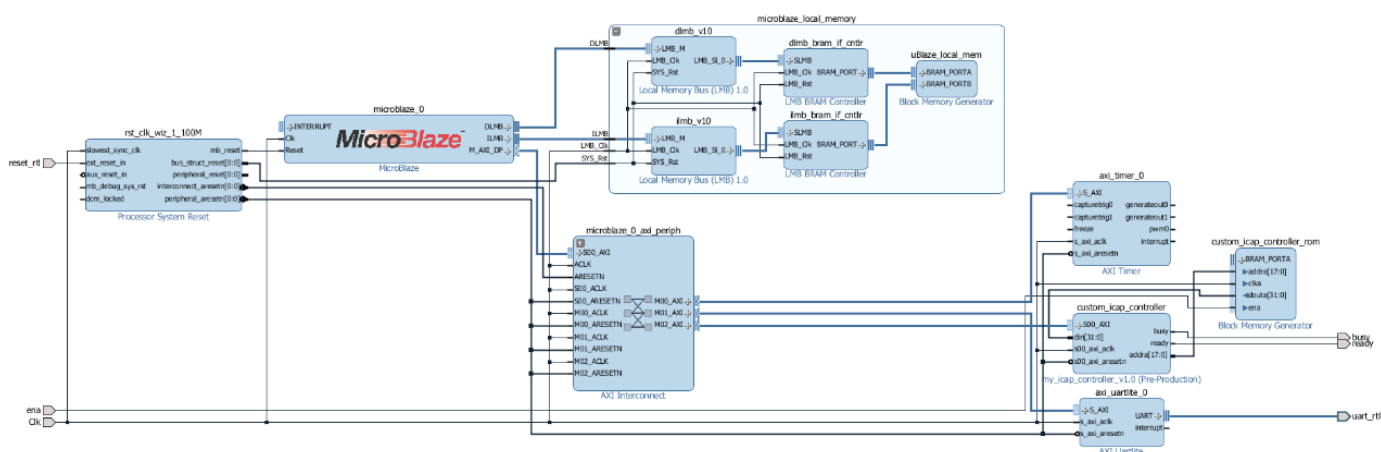 microblaze_local_memory
dlmb_v10
DLMB
LMB_M
LMB_Clk
SYS_Rst
LMB_Sl_0
Local Memory Bus (LMB) 1.0
dlmb_bram_if_cntlr
SLMB
LMB_Clk
LMB_Rst
BRAM_PORT
LMB BRAM Controller
uBlaze_local_mem
BRAM_PORTA
BRAM_PORTB
Block Memory Generator
ilmb_v10
ILMB
LMB_Clk
SYS_Rst
LMB_M
LMB_Clk
SYS_Rst
LMB_Sl_0
Local Memory Bus (LMB) 1.0
ilmb_bram_if_cntlr
SLMB
LMB_Clk
LMB_Rst
BRAM_PORT
LMB BRAM Controller
microblaze_0
INTERRUPT
Clk
Reset
MicroBlaze
DLMB
ILMB
M_AXI_DP
MicroBlaze
rst_clk_wiz_1_100M
reset_rtl
slowest_sync_clk
ext_reset_in
aux_reset_in
mb_debug_sys_rst
dcm_locked
mb_reset
bus_struct_reset[0:0]
peripheral_reset[0:0]
interconnect_aresetn[0:0]
peripheral_aresetn[0:0]
Processor System Reset
microblaze_0_axi_periph
S00_AXI
ACLK
ARESETN
S00_ACLK
S00_ARESETN
M00_ACLK
M00_ARESETN
M01_ACLK
M01_ARESETN
M02_ACLK
M02_ARESETN
M00_AXI
M01_AXI
M02_AXI
AXI Interconnect
axi_timer_0
S_AXI
capturetrig0
capturetrig1
freeze
s_axi_aclk
s_axi_aresetn
generateout0
generateout1
pwm0
interrupt
AXI Timer
custom_icap_controller_rom
BRAM_PORTA
addra[17:0]
clka
douta[31:0]
ena
Block Memory Generator
custom_icap_controller
S00_AXI
din[31:0]
s00_axi_aclk
s00_axi_aresetn
busy
ready
addra[17:0]
my_icap_controller_v1.0 (Pre-Production)
busy
ready
axi_uartlite_0
S_AXI
s_axi_aclk
s_axi_aresetn
UART
interrupt
AXI Uartlite
uart_rtl
ena
Clk